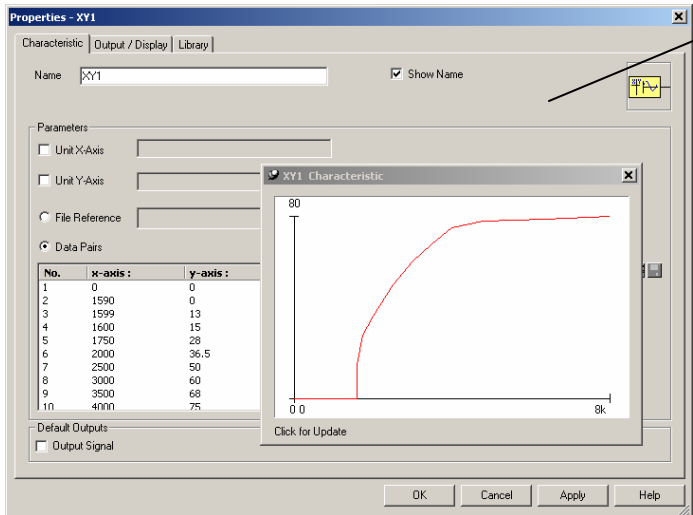 Properties - XY1
Characteristic Output / Display Library
Name XY1 Show Name
XIY
Parameters
Unit X-Axis
Unit Y-Axis
XY1 Characteristic
80
File Reference
Data Pairs
No. x-axis : y-axis :
1 0 0
2 1590 0
3 1599 13
4 1600 15
5 1750 28
6 2000 36.5
7 2500 50
8 3000 60
9 3500 68
10 4000 75
0 0 8k
Default Outputs
Click for Update
Output Signal
OK Cancel Apply Help